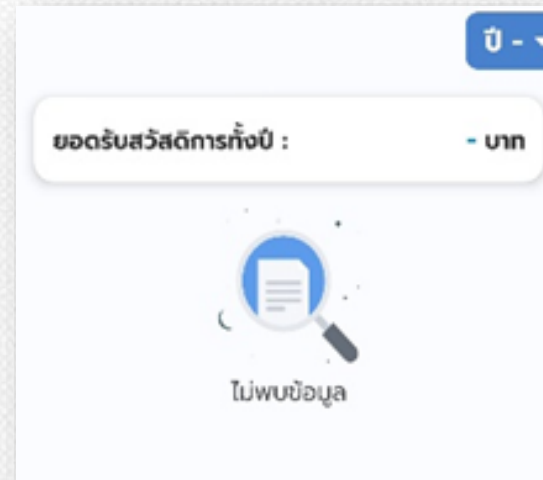 ปี -
ยอดรับสวัสดิการทั้งปี : - บาท
ไม่พบข้อมูล